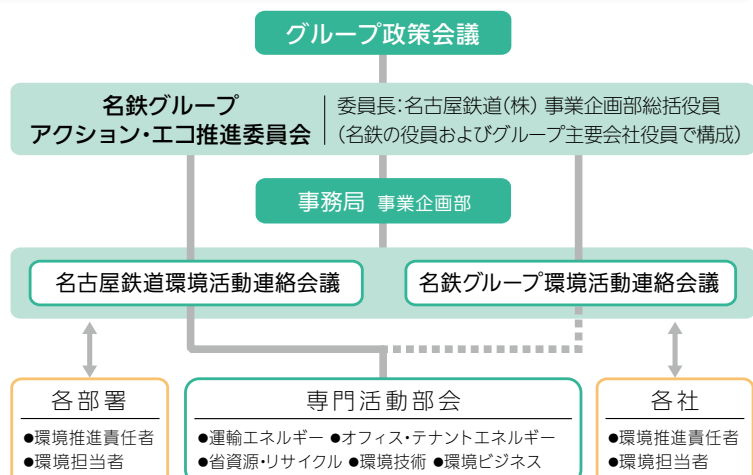 グループ政策会議
名鉄グループ
アクション・エコ推進委員会
委員長:名古屋鉄道(株) 事業企画部総括役員
(名鉄の役員およびグループ主要会社役員で構成)
事務局 事業企画部
名古屋鉄道環境活動連絡会議
名鉄グループ環境活動連絡会議
各部署
●環境推進責任者
●環境担当者
専門活動部会
●運輸エネルギー ●オフィス・テナントエネルギー
●省資源・リサイクル ●環境技術 ●環境ビジネス
各社
●環境推進責任者
●環境担当者